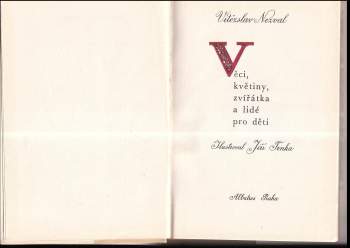 Vítězslav Nezval
Věci,
květiny,
zvířátka
a lidé
pro děti
Ilustroval Jiří Trnka
Albatros Praha